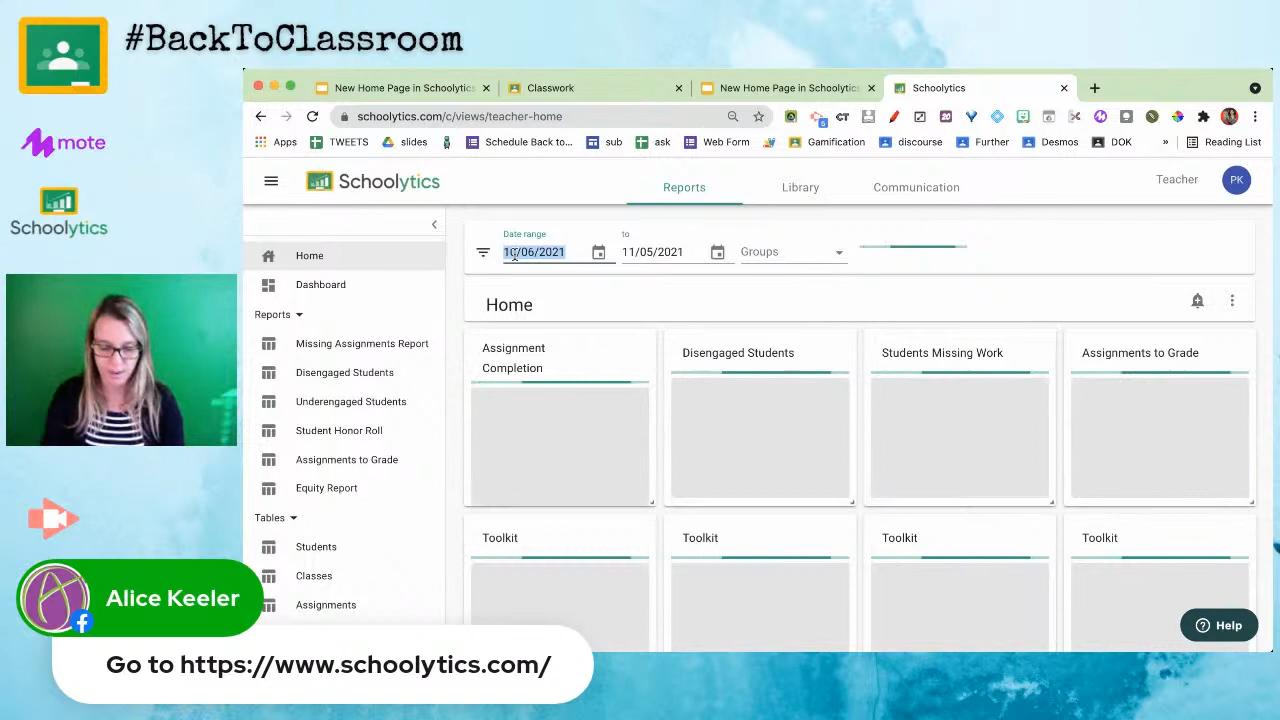 #BackToClassroom
mote
Schoolytics
New Home Page in Schoolytics
Classwork
New Home Page in Schoolytics
Schoolytics
schoolytics.com/c/views/teacher-home
Apps
TWEETS
slides
Schedule Back to...
sub
ask
Web Form
Gamification
discourse
Further
Desmos
DOK
»
Reading List
Schoolytics
Reports
Library
Communication
Teacher
PK
Home
Dashboard
Reports
Missing Assignments Report
Disengaged Students
Underengaged Students
Student Honor Roll
Assignments to Grade
Equity Report
Tables
Students
Classes
Assignments
Date range
10/06/2021
to
11/05/2021
Groups
Home
Assignment
Completion
Disengaged Students
Students Missing Work
Assignments to Grade
Toolkit
Toolkit
Toolkit
Toolkit
Help
Alice Keeler
Go to https://www.schoolytics.com/